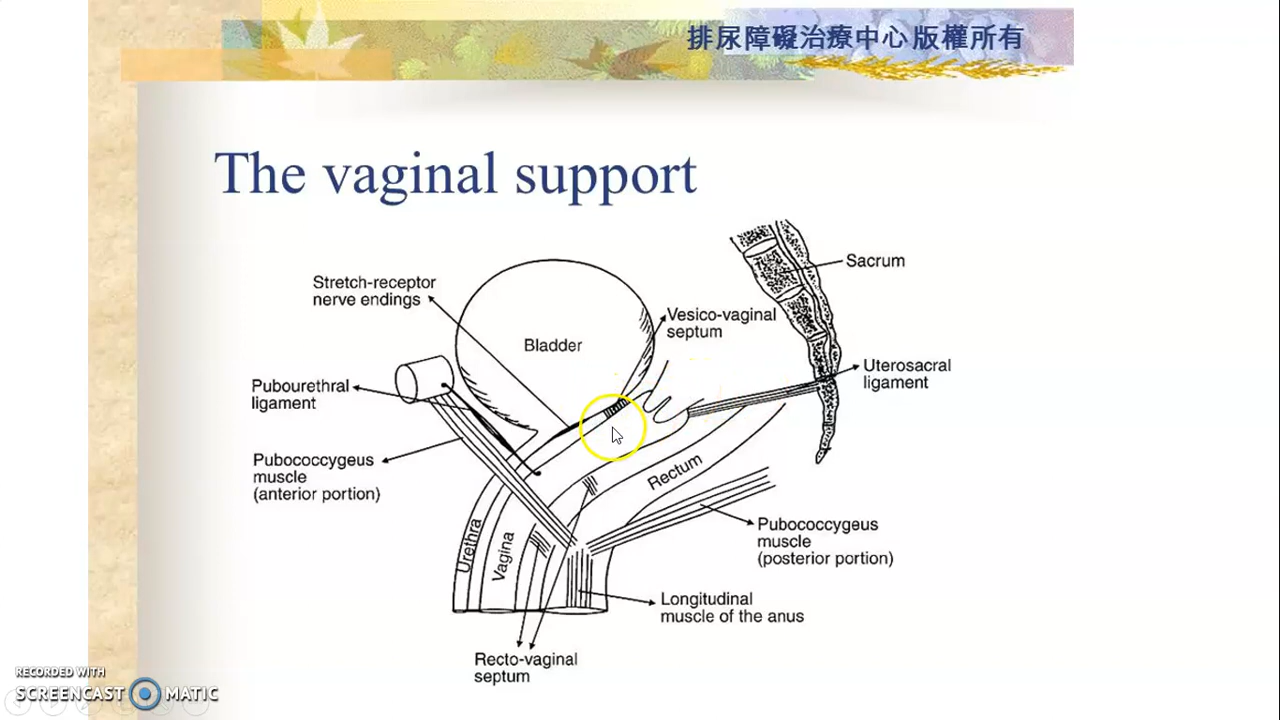 排尿障礙治療中心版權所有
The vaginal support
Stretch-receptor
nerve endings
Bladder
Vesico-vaginal
septum
Sacrum
Uterosacral
ligament
Pubourethral
ligament
Pubococcygeus
muscle
(anterior portion)
Rectum
Urethra
Vagina
Pubococcygeus
muscle
(posterior portion)
Longitudinal
muscle of the anus
Recto-vaginal
septum
RECORDED WITH
SCREENCAST MATIC